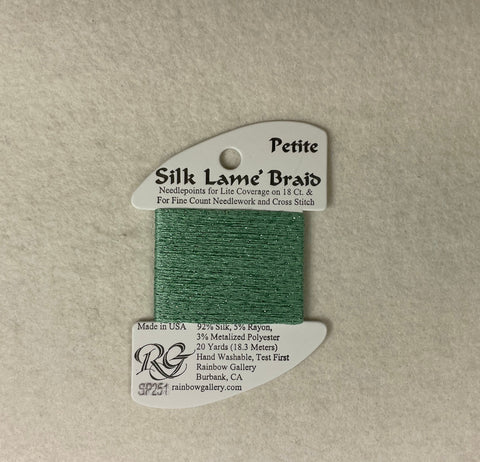 Petite
Silk Lame' Braid
Needlepoints for Lite Coverage on 18 Ct. &
For Fine Count Needlework and Cross Stitch
Made in USA 92% Silk, 5% Rayon,
3% Metalized Polyester
20 Yards (18.3 Meters)
Hand Washable, Test First
Rainbow Gallery
Burbank, CA
RG
SP251 rainbowgallery.com